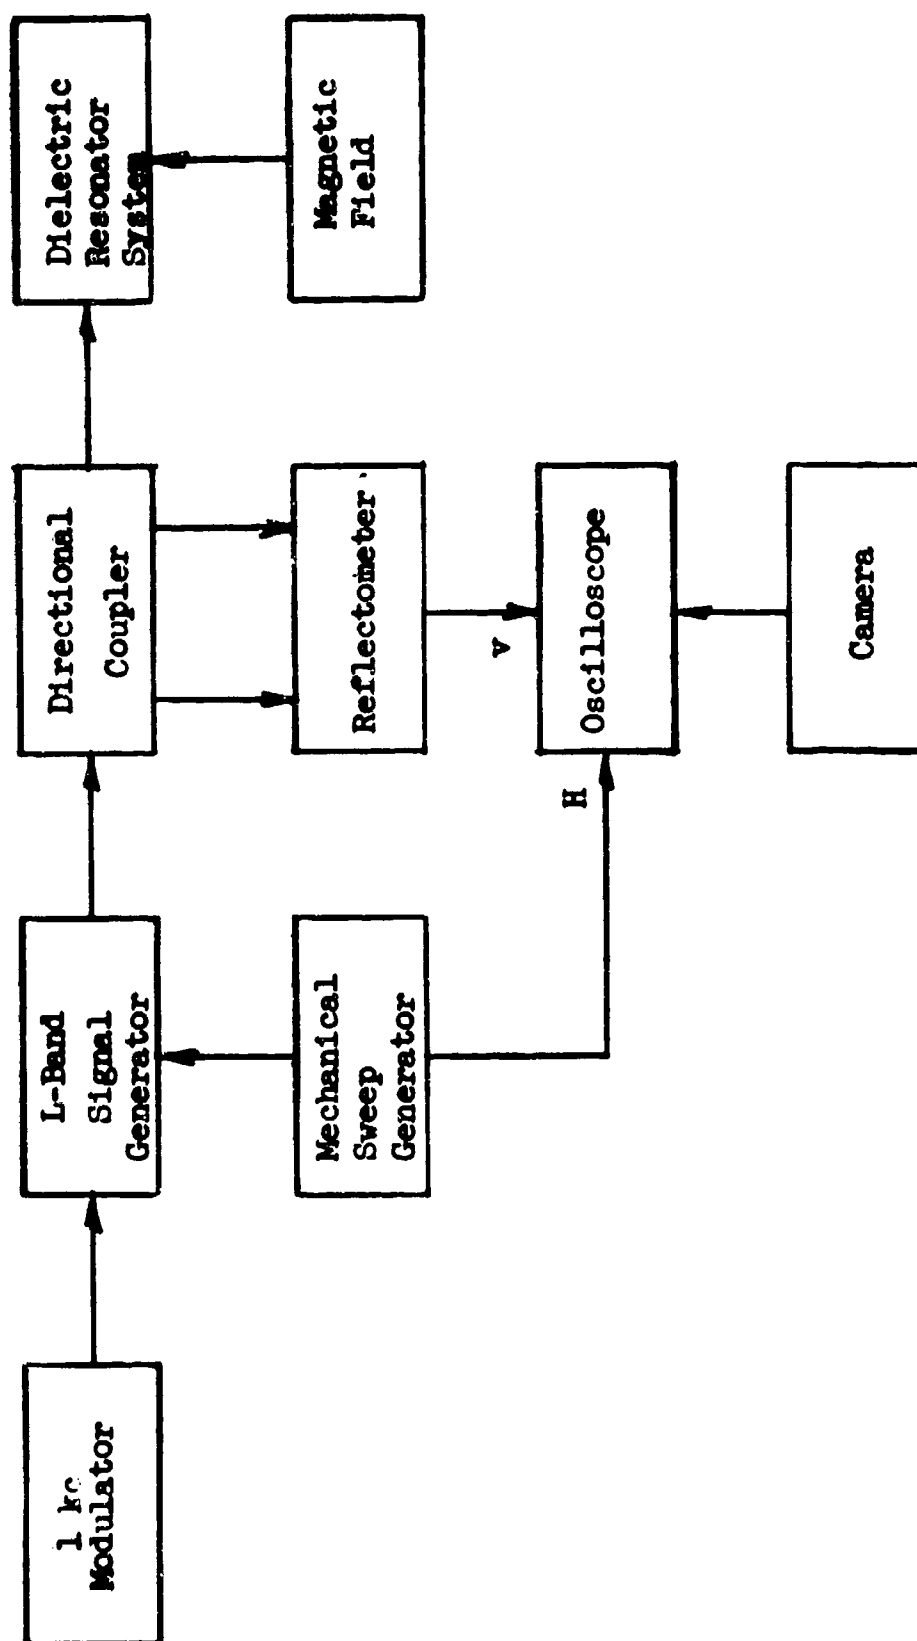 1 kc
Modulator
L-Band
Signal
Generator
Directional
Coupler
Dielectric
Resonator
System
Mechanical
Sweep
Generator
Reflectometer
Magnetic
Field
V
H
Oscilloscope
Camera